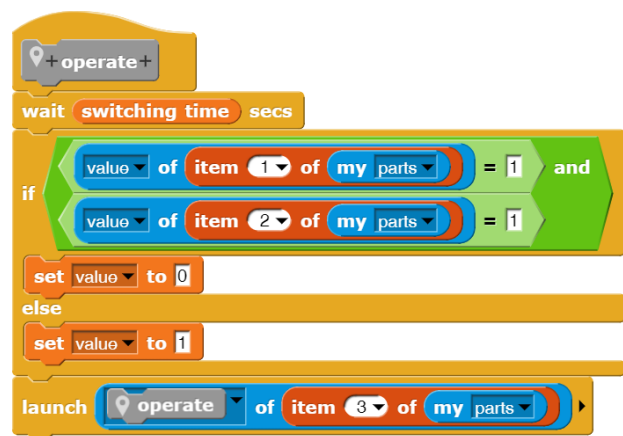 +operate+
wait switching time secs
if value of item 1 of my parts = 1 and
value of item 2 of my parts = 1
set value to 0
else
set value to 1
launch operate of item 3 of my parts